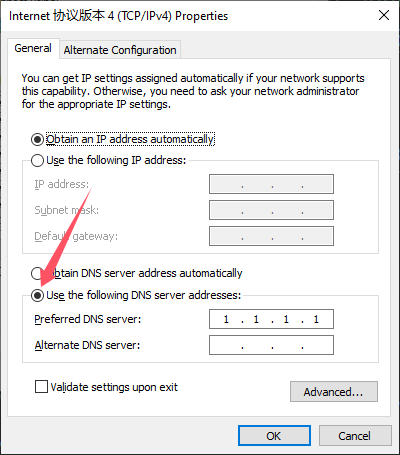 Internet 协议版本 4 (TCP/IPv4) Properties
General
Alternate Configuration
You can get IP settings assigned automatically if your network supports
this capability. Otherwise, you need to ask your network administrator
for the appropriate IP settings.
Obtain an IP address automatically
Use the following IP address:
IP address:
. . .
Subnet mask:
. . .
Default gateway:
. . .
Obtain DNS server address automatically
Use the following DNS server addresses:
Preferred DNS server:
1 . 1 . 1 . 1
Alternate DNS server:
. . .
Validate settings upon exit
Advanced...
OK
Cancel